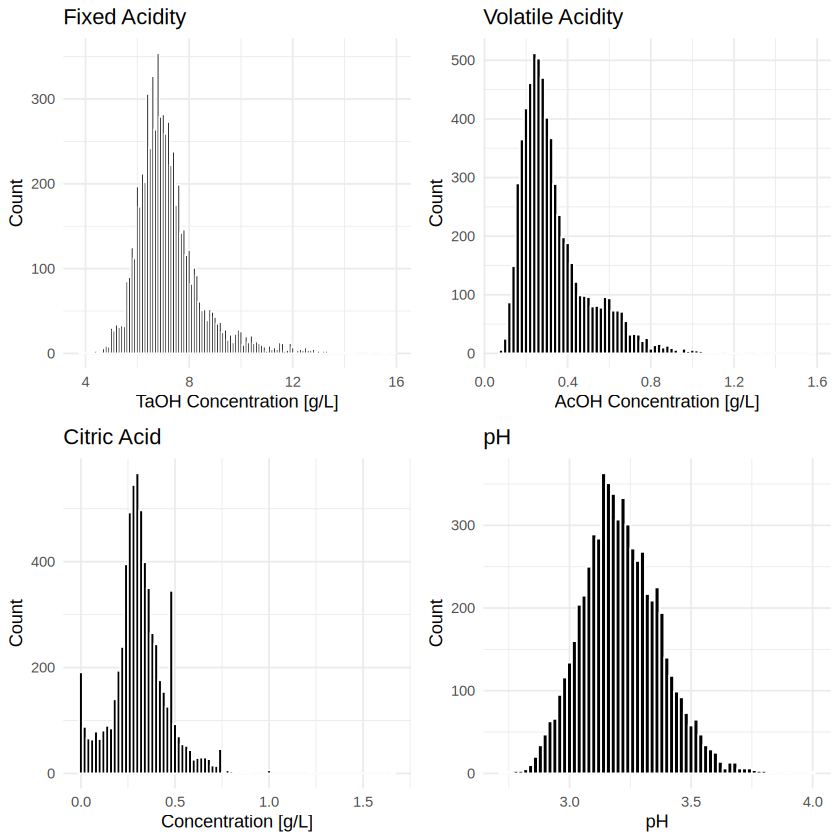 Fixed Acidity
Count
300
200
100
0
4 8 12 16
TaOH Concentration [g/L]
Volatile Acidity
Count
500
400
300
200
100
0
0.0 0.4 0.8 1.2 1.6
AcOH Concentration [g/L]
Citric Acid
Count
400
200
0
0.0 0.5 1.0 1.5
Concentration [g/L]
pH
Count
300
200
100
0
3.0 3.5 4.0
pH